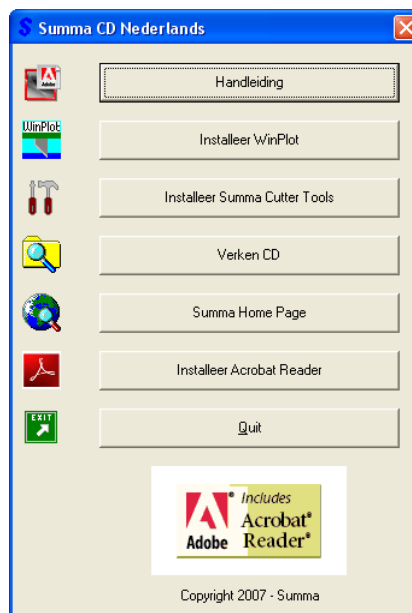 Summa CD Nederlands
Handleiding
WinPlot
Installeer WinPlot
Installeer Summa Cutter Tools
Verken CD
Summa Home Page
Installeer Acrobat Reader
EXIT
Quit
Includes
Acrobat®
Reader®
Adobe
Copyright 2007 - Summa